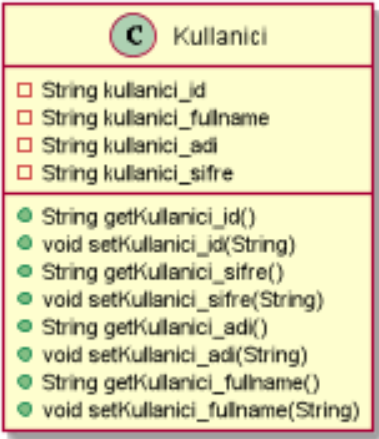 C Kullanici
String kullanici_id
String kullanici_fullname
String kullanici_adi
String kullanici_sifre
String getKullanici_id()
void setKullanici_id(String)
String getKullanici_sifre()
void setKullanici_sifre(String)
String getKullanici_adi()
void setKullanici_adi(String)
String getKullanici_fullname()
void setKullanici_fullname(String)